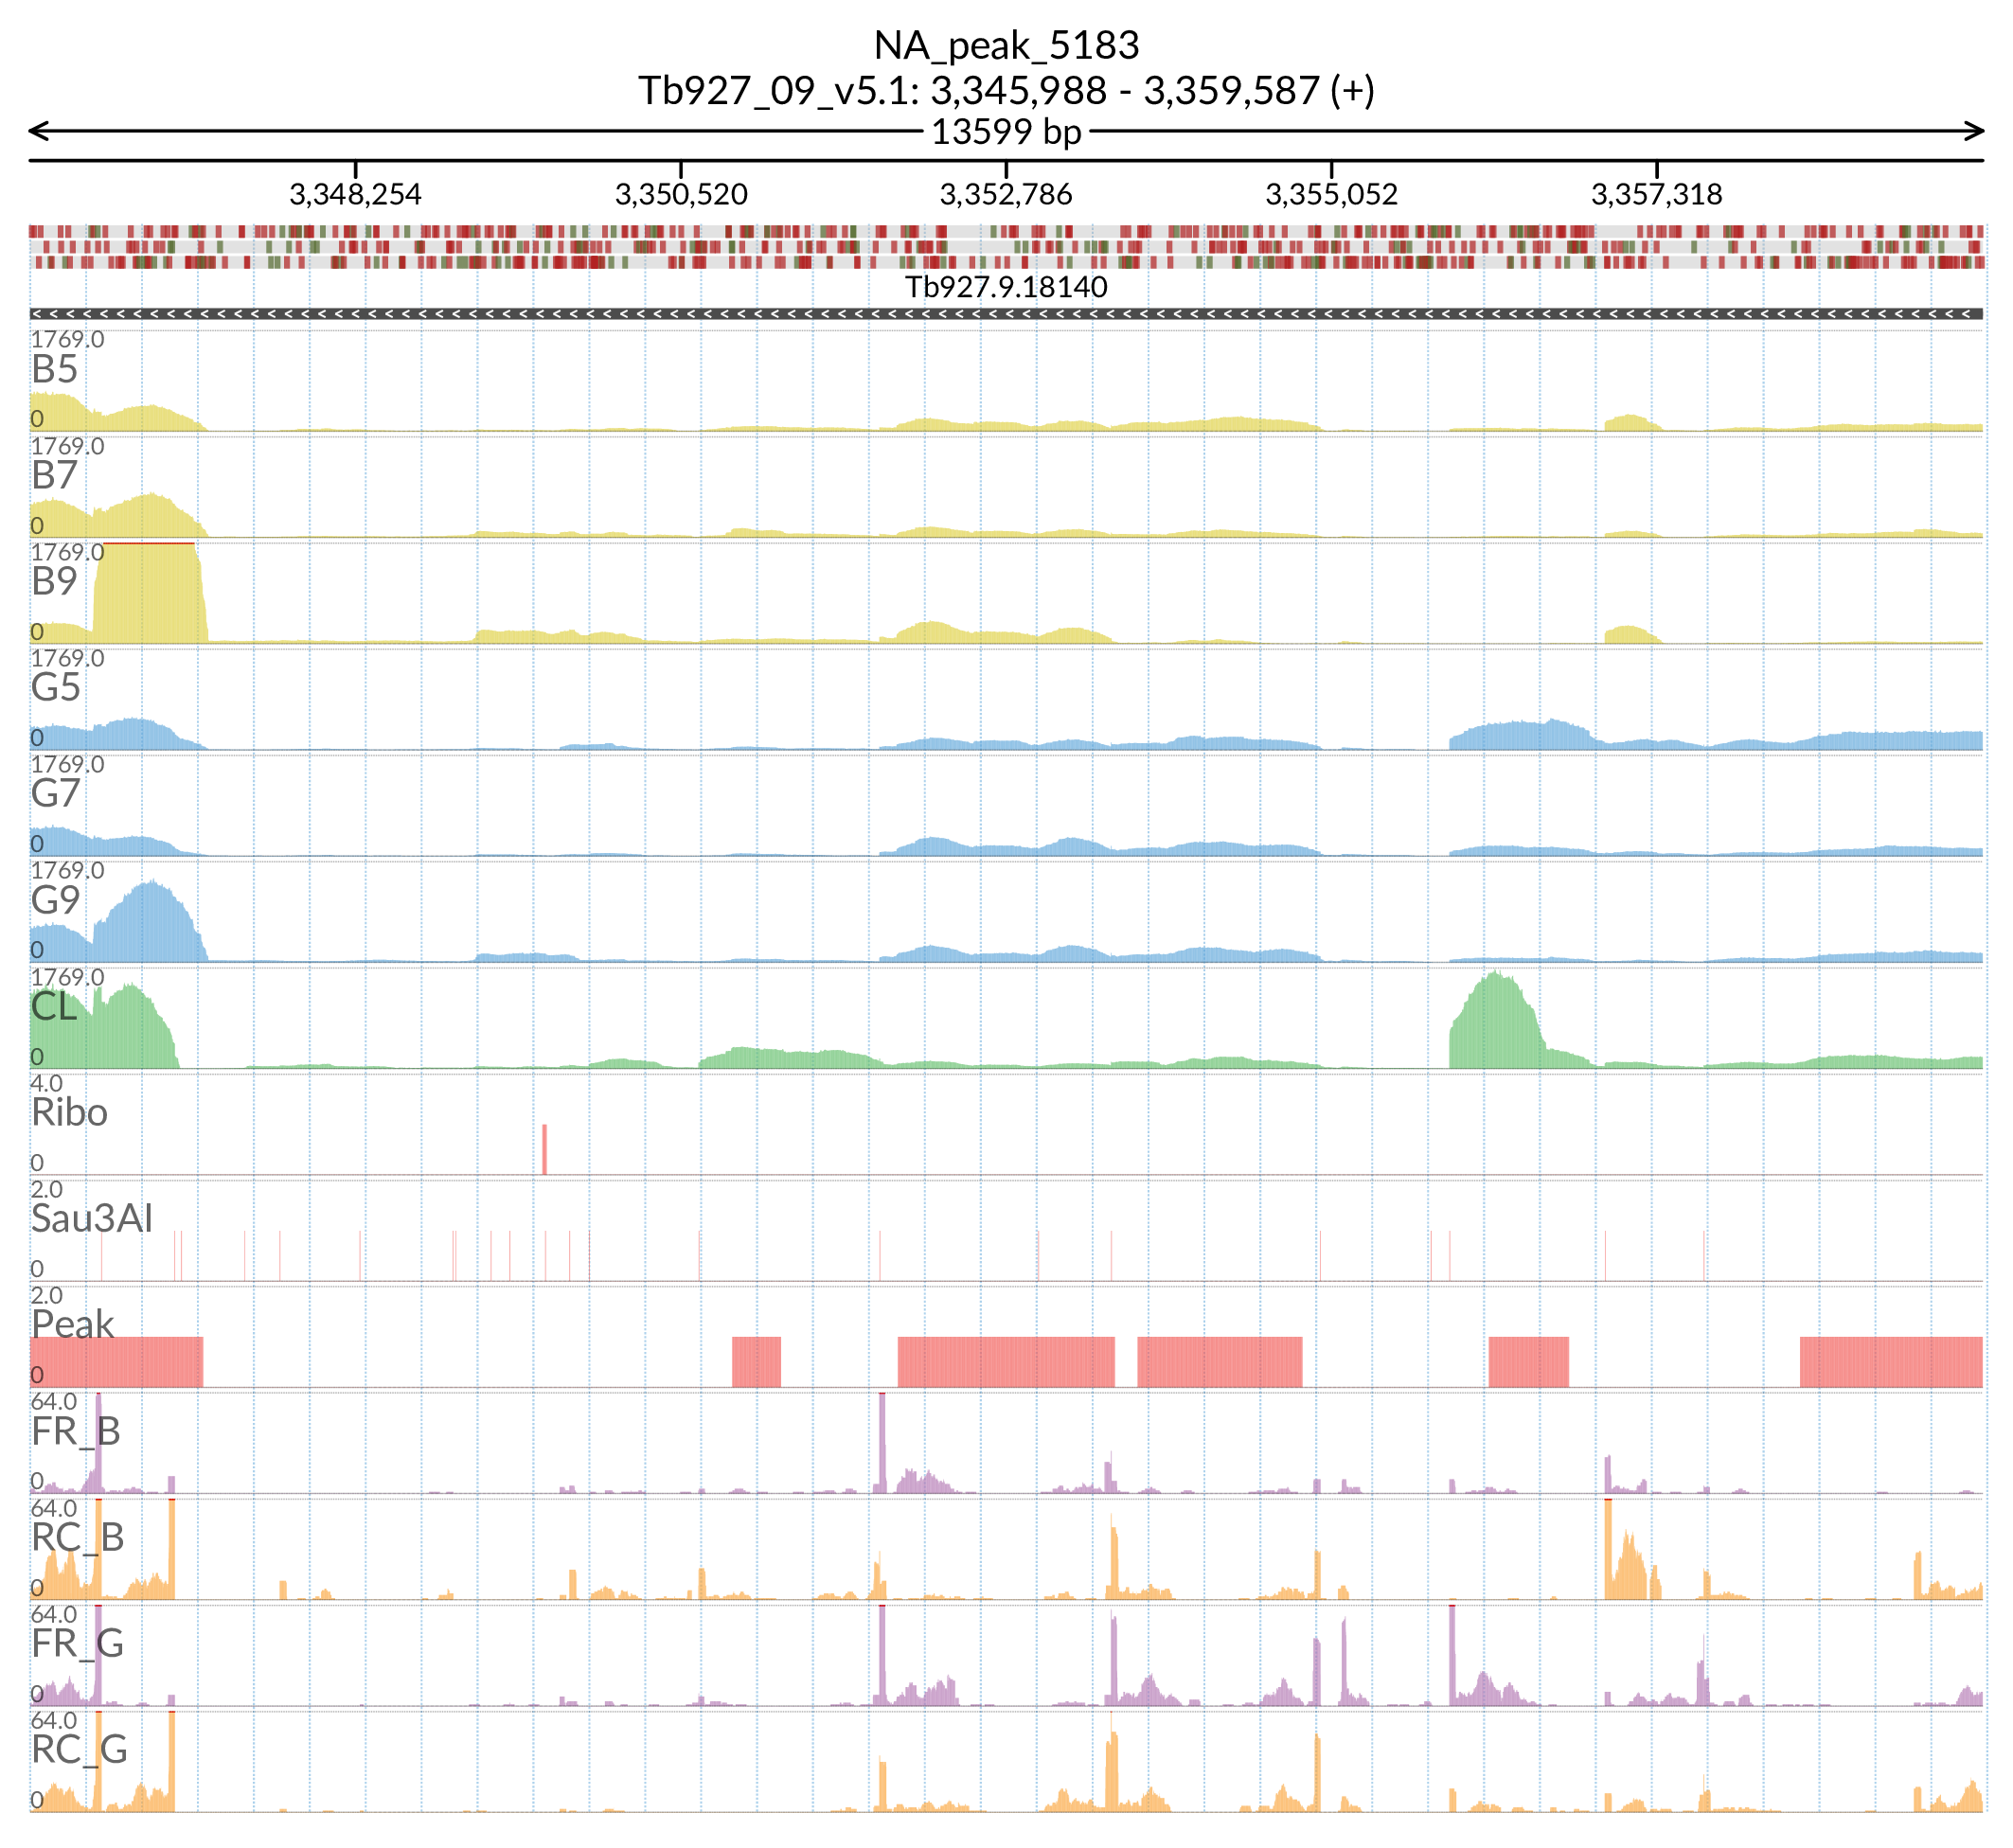 NA_peak_5183
Tb927_09_v5.1: 3,345,988 - 3,359,587 (+)
13599 bp
3,348,254 3,350,520 3,352,786 3,355,052 3,357,318
Tb927.9.18140
1769.0
B5
0
1769.0
B7
0
1769.0
B9
0
1769.0
G5
0
1769.0
G7
0
1769.0
G9
0
1769.0
CL
0
4.0
Ribo
0
2.0
Sau3AI
0
2.0
Peak
0
64.0
FR_B
0
64.0
RC_B
0
64.0
FR_G
0
64.0
RC_G
0